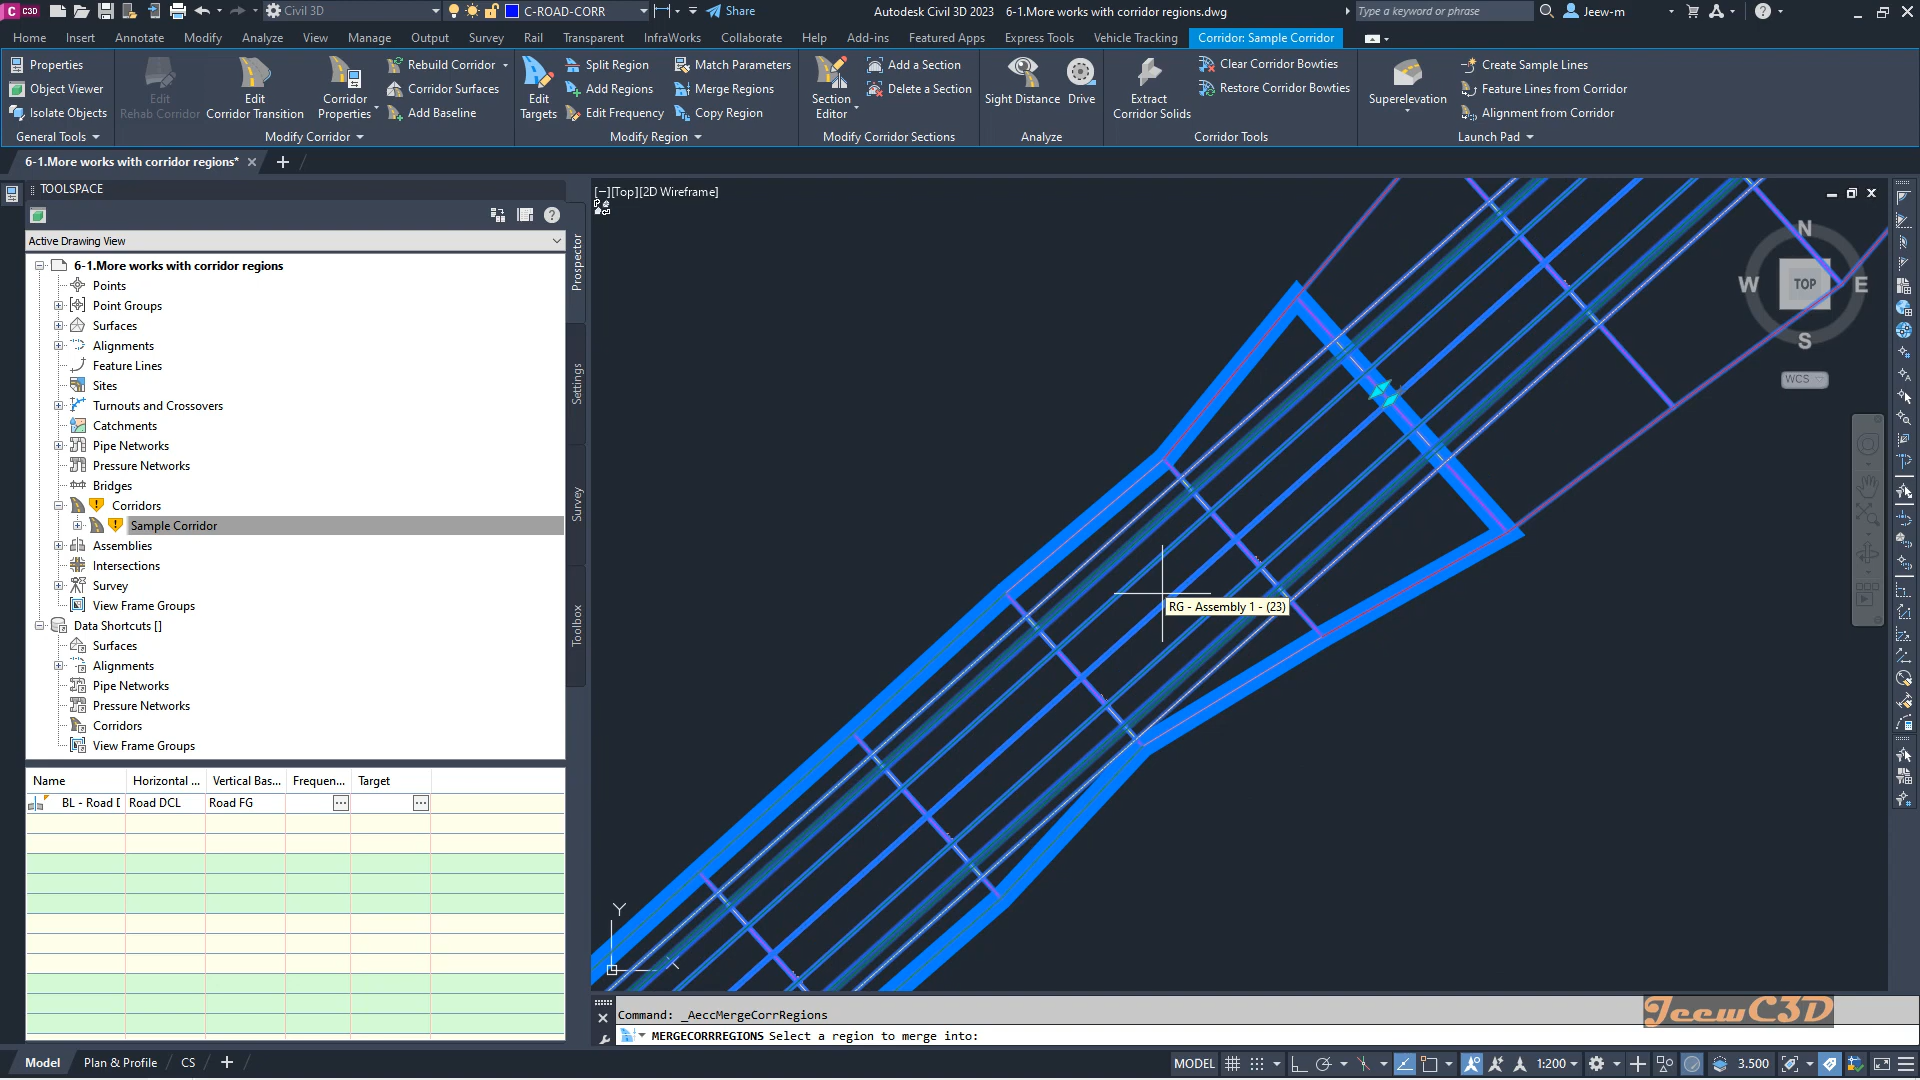 C3D
Civil 3D
C-ROAD-CORR
Share
Autodesk Civil 3D 2023 6-1.More works with corridor regions.dwg
Type a keyword or phrase
Jeew-m
Home Insert Annotate Modify Analyze View Manage Output Survey Rail Transparent InfraWorks Collaborate Help Add-ins Featured Apps Express Tools Vehicle Tracking Corridor: Sample Corridor
Properties
Object Viewer
Isolate Objects
General Tools
Edit
Rehab Corridor
Edit
Corridor Transition
Corridor
Properties
Rebuild Corridor
Corridor Surfaces
Add Baseline
Modify Corridor
Edit
Targets
Split Region
Add Regions
Edit Frequency
Match Parameters
Merge Regions
Copy Region
Modify Region
Section
Editor
Add a Section
Delete a Section
Modify Corridor Sections
Sight Distance
Drive
Analyze
Extract
Corridor Solids
Clear Corridor Bowties
Restore Corridor Bowties
Corridor Tools
Superelevation
Create Sample Lines
Feature Lines from Corridor
Alignment from Corridor
Launch Pad
6-1.More works with corridor regions*
TOOLSPACE
Active Drawing View
6-1.More works with corridor regions
Points
Point Groups
Surfaces
Alignments
Feature Lines
Sites
Turnouts and Crossovers
Catchments
Pipe Networks
Pressure Networks
Bridges
Corridors
Sample Corridor
Assemblies
Intersections
Survey
View Frame Groups
Data Shortcuts []
Surfaces
Alignments
Pipe Networks
Pressure Networks
Corridors
View Frame Groups
Prospector
Settings
Survey
Toolbox
Name Horizontal ... Vertical Bas... Frequen... Target
BL - Road D Road DCL Road FG
[−][Top][2D Wireframe]
N
W TOP E
S
WCS
RG - Assembly 1 - (23)
Y
X
Command: _AeccMergeCorrRegions
MERGECORRREGIONS Select a region to merge into:
JeewC3D
Model Plan & Profile CS
MODEL 1:200 3.500